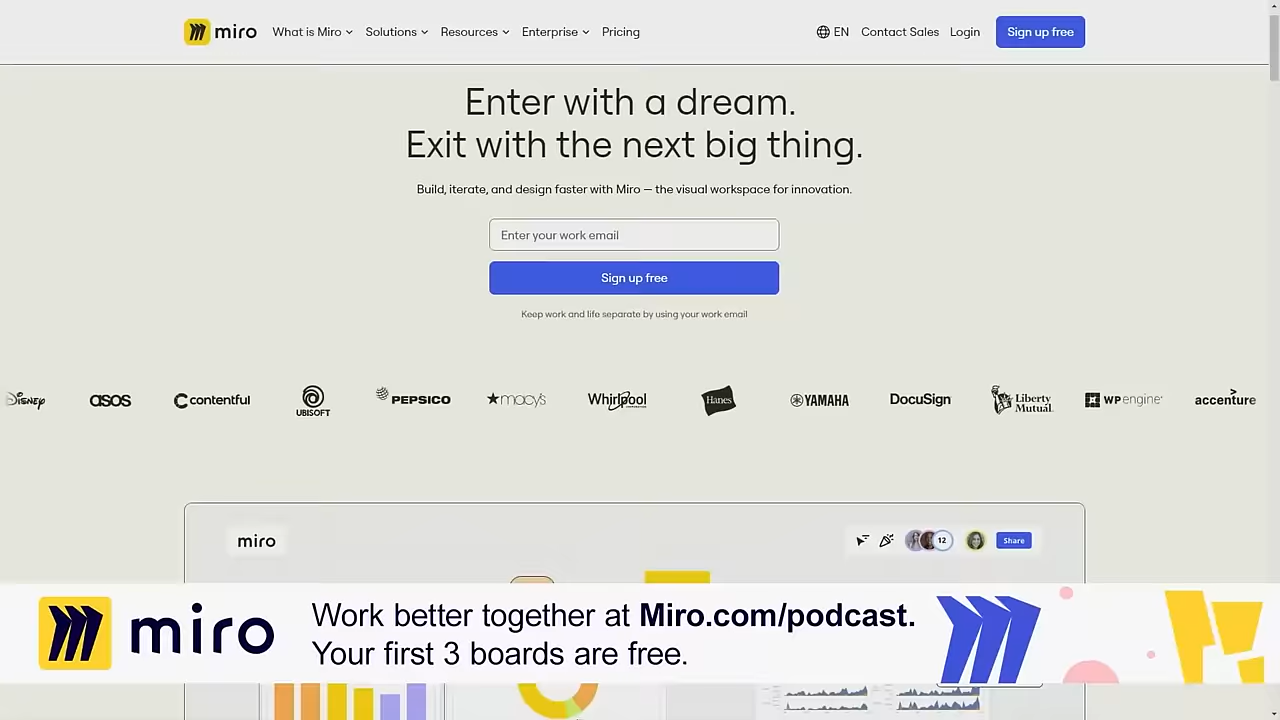 miro What is Miro Solutions Resources Enterprise Pricing EN Contact Sales Login Sign up free
Enter with a dream.
Exit with the next big thing.
Build, iterate, and design faster with Miro — the visual workspace for innovation.
Enter your work email
Sign up free
Keep work and life separate by using your work email
Disney asos contentful UBISOFT PEPSICO macy's Whirlpool CORPORATION Hanes YAMAHA DocuSign Liberty Mutual. WP engine accenture
miro 12 Share
miro
Work better together at Miro.com/podcast.
Your first 3 boards are free.